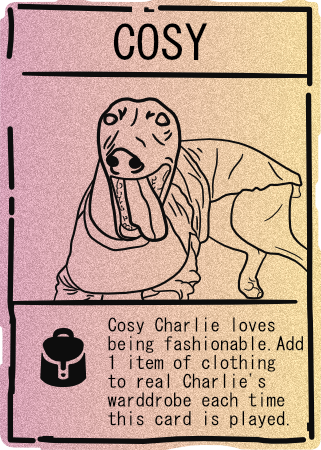 COSY
Cosy Charlie loves
being fashionable.Add
1 item of clothing
to real Charlie's
warddrobe each time
this card is played.